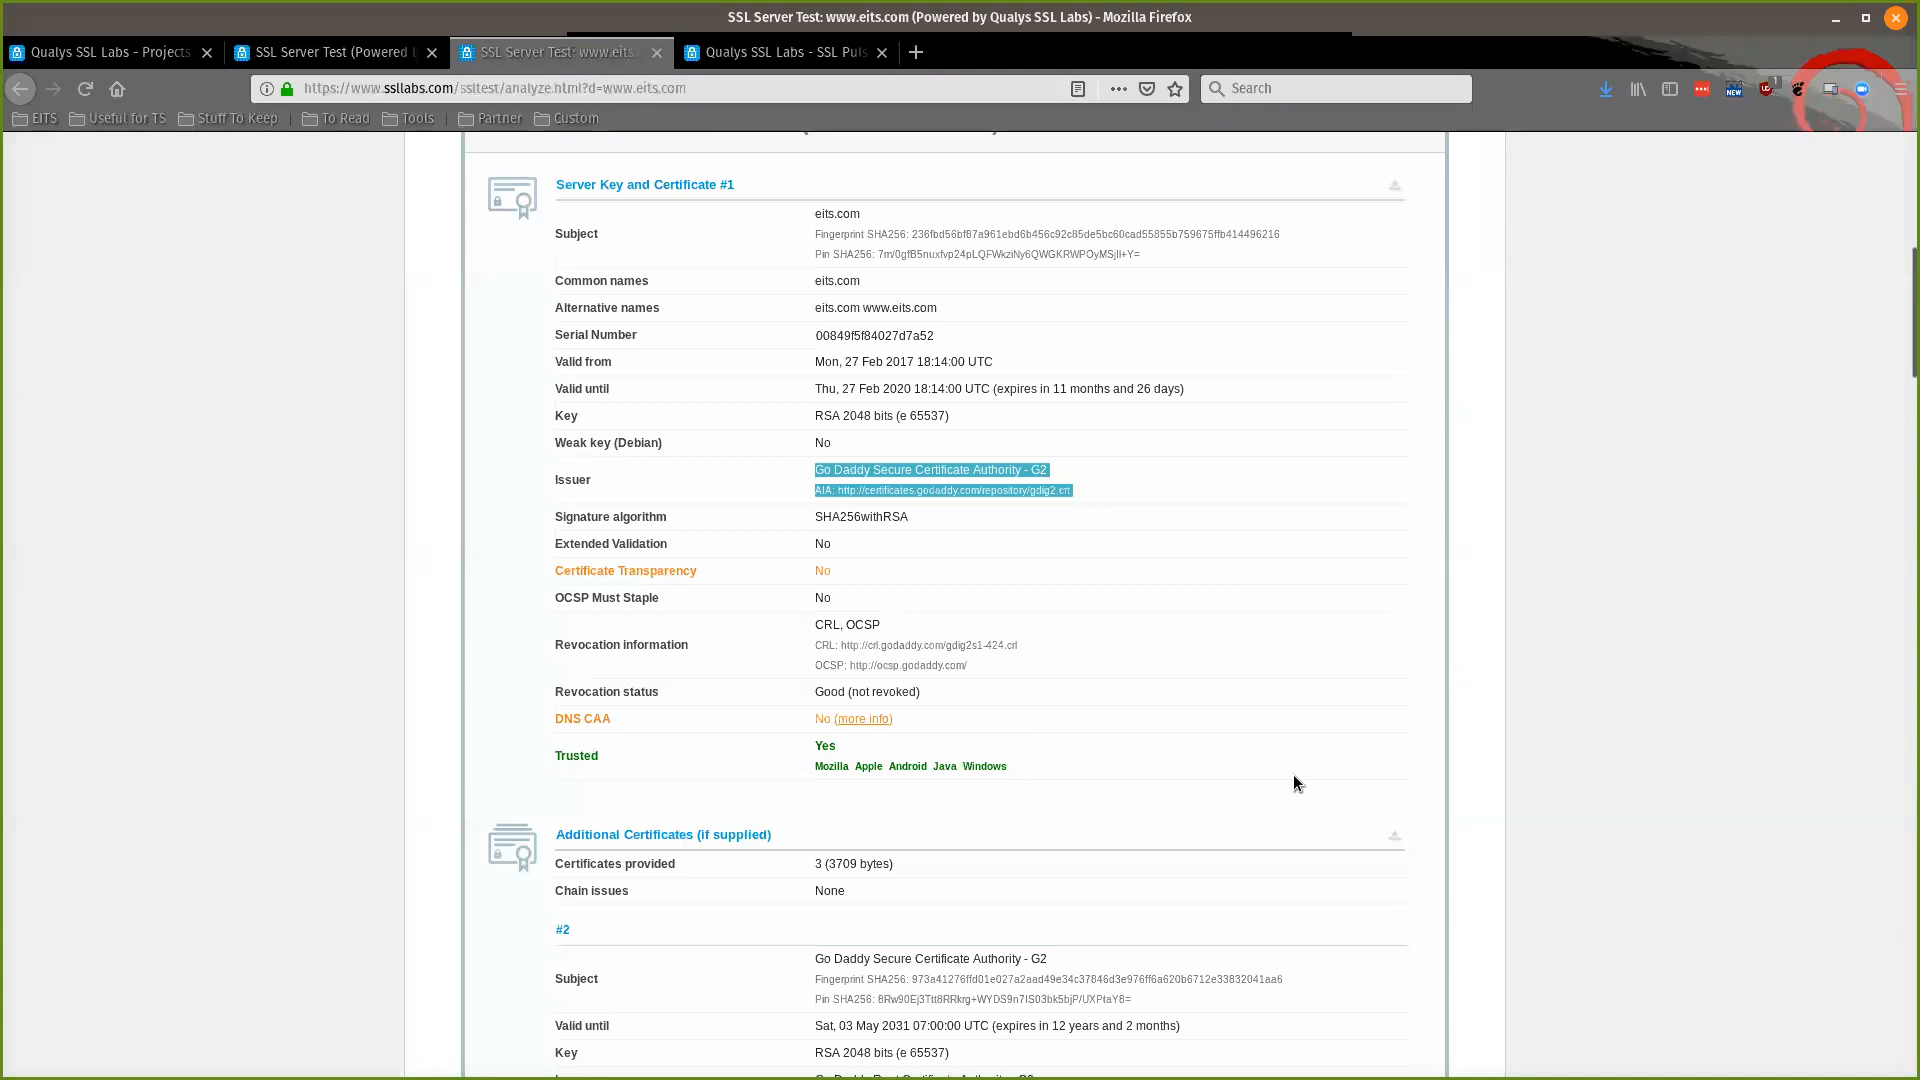 SSL Server Test: www.eits.com (Powered by Qualys SSL Labs) - Mozilla Firefox
Qualys SSL Labs - Projects
SSL Server Test (Powered
SSL Server Test: www.eits
Qualys SSL Labs - SSL Puls
https://www.ssllabs.com/ssltest/analyze.html?d=www.eits.com
Search
NEW
1
EITS
Useful for TS
Stuff To Keep
To Read
Tools
Partner
Custom
Server Key and Certificate #1
Subject
eits.com
Fingerprint SHA256: 236fbd56bf87a961ebd6b456c92c85de5bc60cad55855b759675ffb414496216
Pin SHA256: 7m/0gfB5nuxfvp24pLQFWkziNy6QWGKRWPOyMSjlI+Y=
Common names eits.com
Alternative names eits.com www.eits.com
Serial Number 00849f5f84027d7a52
Valid from Mon, 27 Feb 2017 18:14:00 UTC
Valid until Thu, 27 Feb 2020 18:14:00 UTC (expires in 11 months and 26 days)
Key RSA 2048 bits (e 65537)
Weak key (Debian) No
Issuer
Go Daddy Secure Certificate Authority - G2
AIA: http://certificates.godaddy.com/repository/gdig2.crt
Signature algorithm SHA256withRSA
Extended Validation No
Certificate Transparency No
OCSP Must Staple No
Revocation information
CRL, OCSP
CRL: http://crl.godaddy.com/gdig2s1-424.crl
OCSP: http://ocsp.godaddy.com/
Revocation status Good (not revoked)
DNS CAA No (more info)
Trusted
Yes
Mozilla Apple Android Java Windows
Additional Certificates (if supplied)
Certificates provided 3 (3709 bytes)
Chain issues None
#2
Subject
Go Daddy Secure Certificate Authority - G2
Fingerprint SHA256: 973a41276ffd01e027a2aad49e34c37846d3e976ff6a620b6712e33832041aa6
Pin SHA256: 8Rw90Ej3Ttt8RRkrg+WYDS9n7IS03bk5bjP/UXPtaY8=
Valid until Sat, 03 May 2031 07:00:00 UTC (expires in 12 years and 2 months)
Key RSA 2048 bits (e 65537)